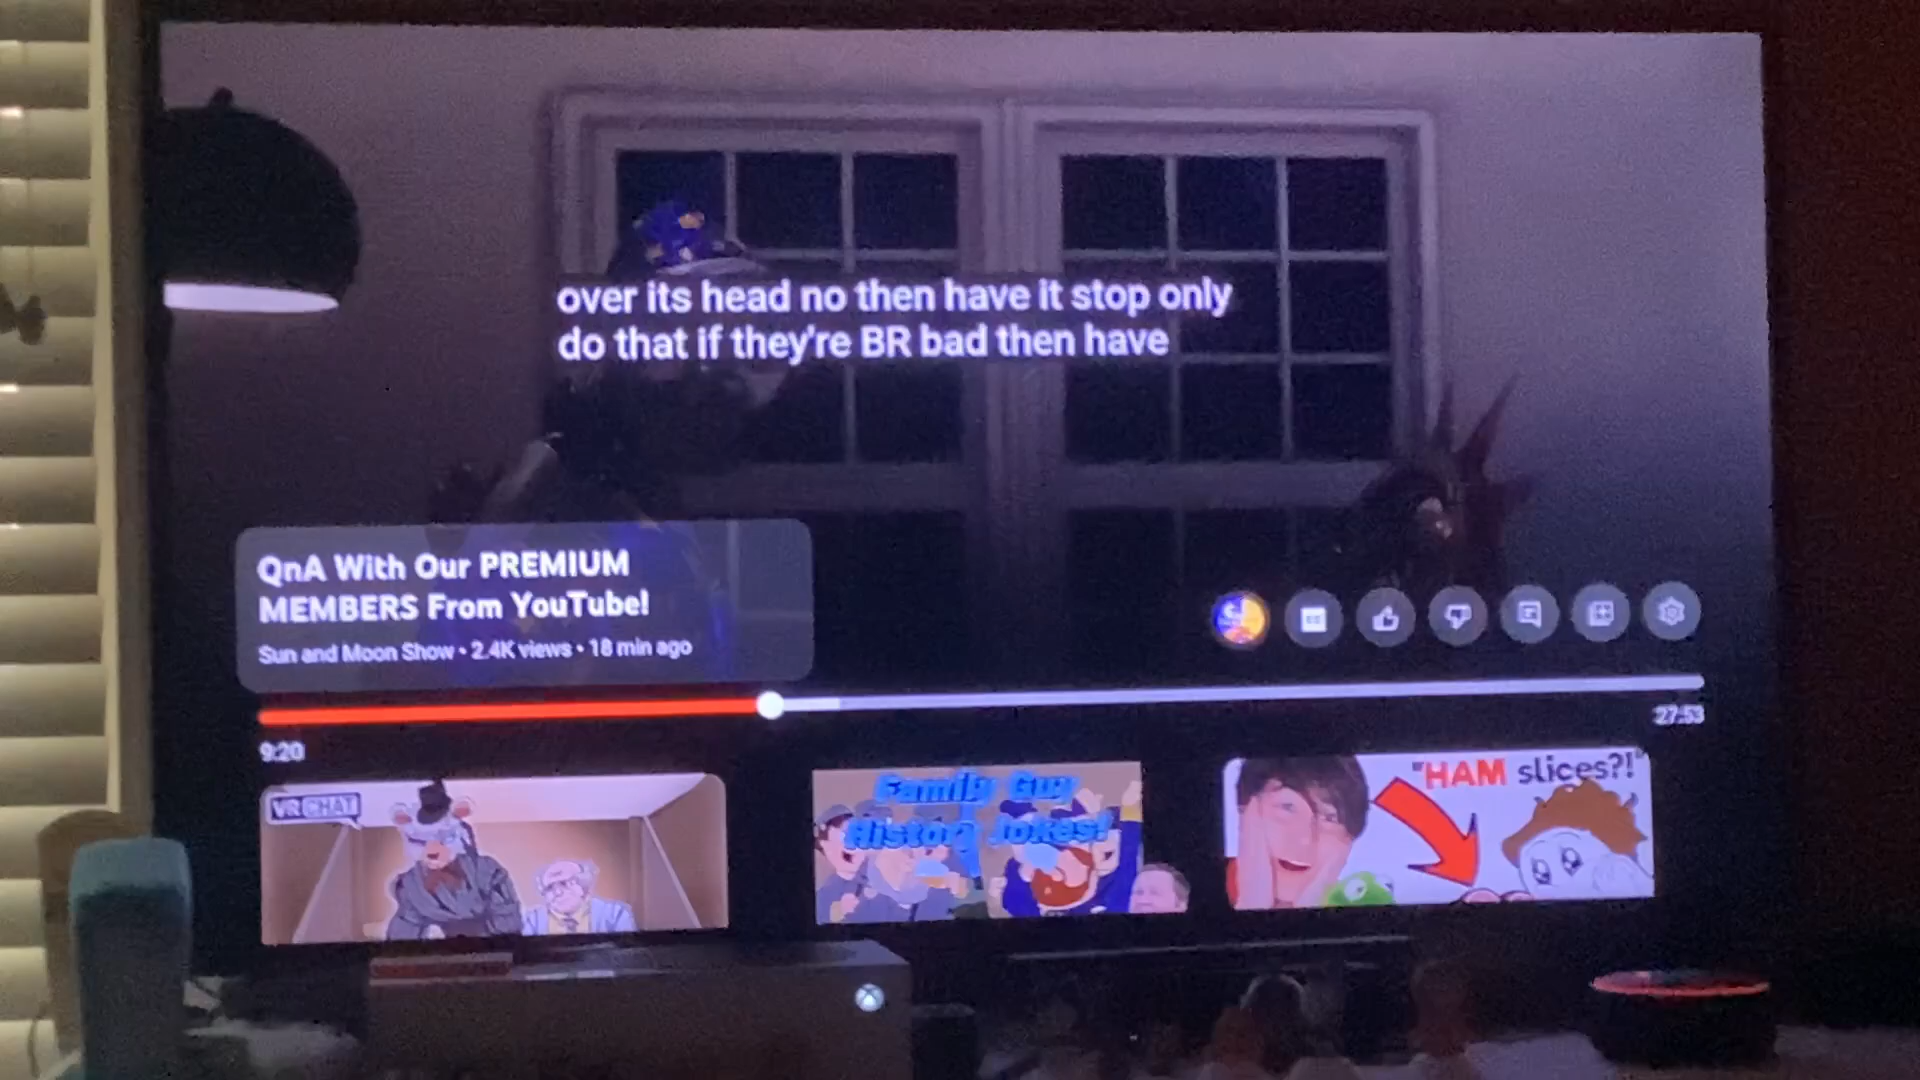 over its head no then have it stop only
do that if they're BR bad then have
QnA With Our PREMIUM
MEMBERS From YouTube!
Sun and Moon Show • 2.4K views • 18 min ago
9:20
27:53
VRCHAT
Family Guy
History Jokes!
"HAM slices?!"